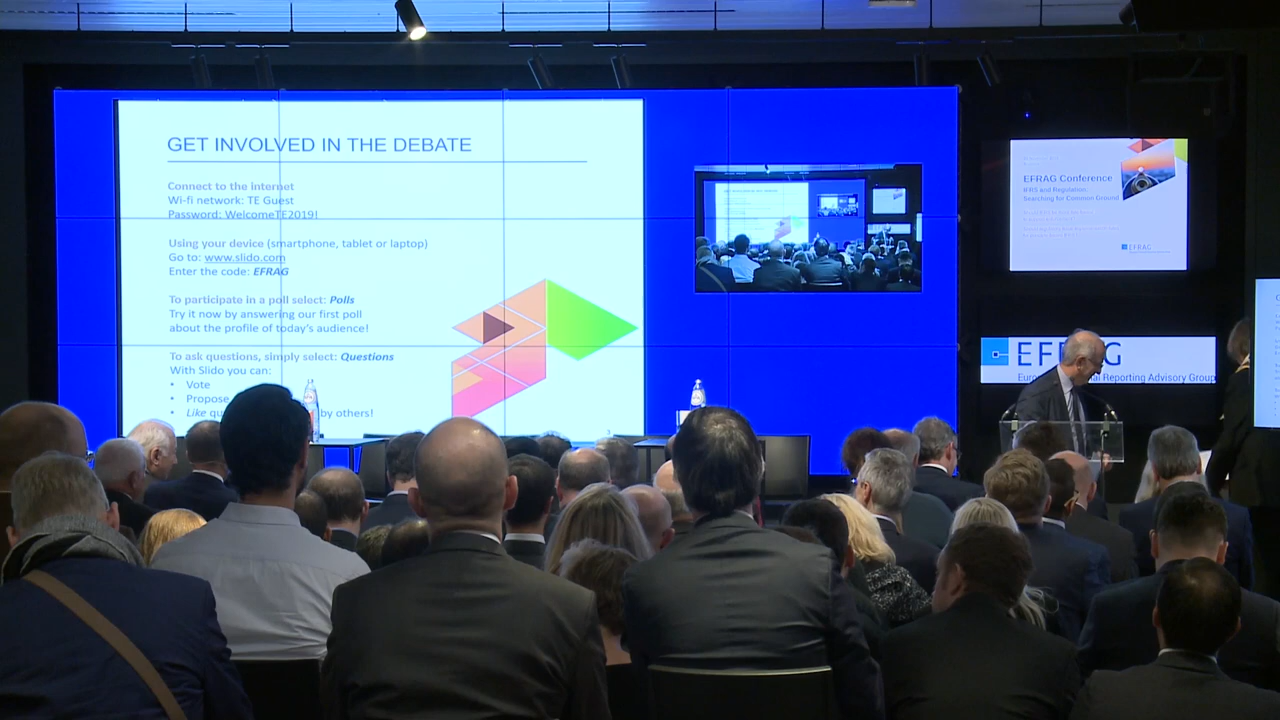 GET INVOLVED IN THE DEBATE
Connect to the internet
Wi-fi network: TE Guest
Password: WelcomeTE2019!
Using your device (smartphone, tablet or laptop)
Go to: www.slido.com
Enter the code: EFRAG
To participate in a poll select: Polls
Try it now by answering our first poll
about the profile of today's audience!
To ask questions, simply select: Questions
With Slido you can:
• Vote
• Propose
• Like qu by others!
EFRAG Conference
IFRS and Regulation:
Searching for Common Ground
EFRAG
EF G
Euro l Reporting Advisory Group